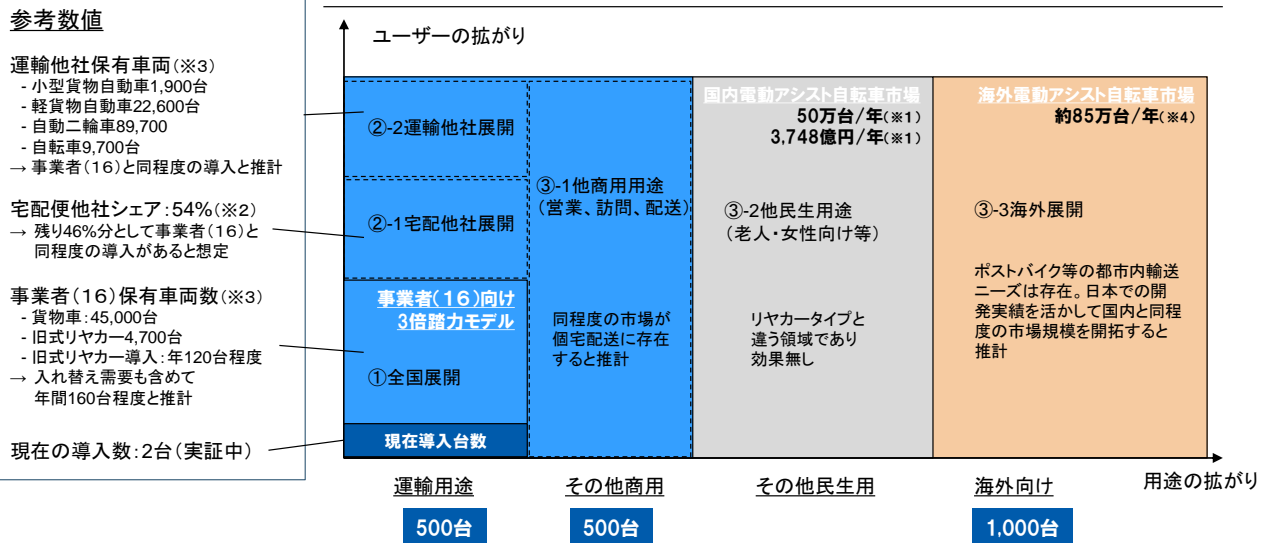 参考数値
運輸他社保有車両(※3)
- 小型貨物自動車1,900台
- 軽貨物自動車22,600台
- 自動二輪車89,700
- 自転車9,700台
→ 事業者(16)と同程度の導入と推計
宅配便他社シェア:54%(※2)
→ 残り46%分として事業者(16)と
同程度の導入があると想定
事業者(16)保有車両数(※3)
- 貨物車:45,000台
- 旧式リヤカー4,700台
- 旧式リヤカー導入:年120台程度
→ 入れ替え需要も含めて
年間160台程度と推計
現在の導入数:2台(実証中)
ユーザーの拡がり
②-2運輸他社展開
②-1宅配他社展開
事業者(16)向け
3倍踏力モデル
①全国展開
現在導入台数
③-1他商用用途
(営業、訪問、配送)
同程度の市場が
個宅配送に存在
すると推計
国内電動アシスト自転車市場
50万台/年(※1)
3,748億円/年(※1)
③-2他民生用途
(老人・女性向け等)
リヤカータイプと
違う領域であり
効果無し
海外電動アシスト自転車市場
約85万台/年(※4)
③-3海外展開
ポストバイク等の都市内輸送
ニーズは存在。日本での開
発実績を活かして国内と同程
度の市場規模を開拓すると
推計
用途の拡がり
運輸用途
その他商用
その他民生用
海外向け
500台
500台
1,000台